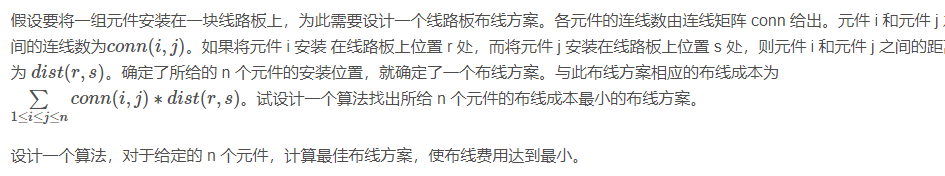 假设要将一组元件安装在一块线路板上，为此需要设计一个线路板布线方案。各元件的连线数由连线矩阵 conn 给出。元件 i 和元件 j
间的连线数为conn(i, j)。如果将元件 i 安装 在线路板上位置 r 处，而将元件 j 安装在线路板上位置 s 处，则元件 i 和元件 j 之间的距
为 dist(r, s)。确定了所给的 n 个元件的安装位置，就确定了一个布线方案。与此布线方案相应的布线成本为
∑ conn(i, j) ∗ dist(r, s)。试设计一个算法找出所给 n 个元件的布线成本最小的布线方案。
1≤i≤j≤n
设计一个算法，对于给定的 n 个元件，计算最佳布线方案，使布线费用达到最小。